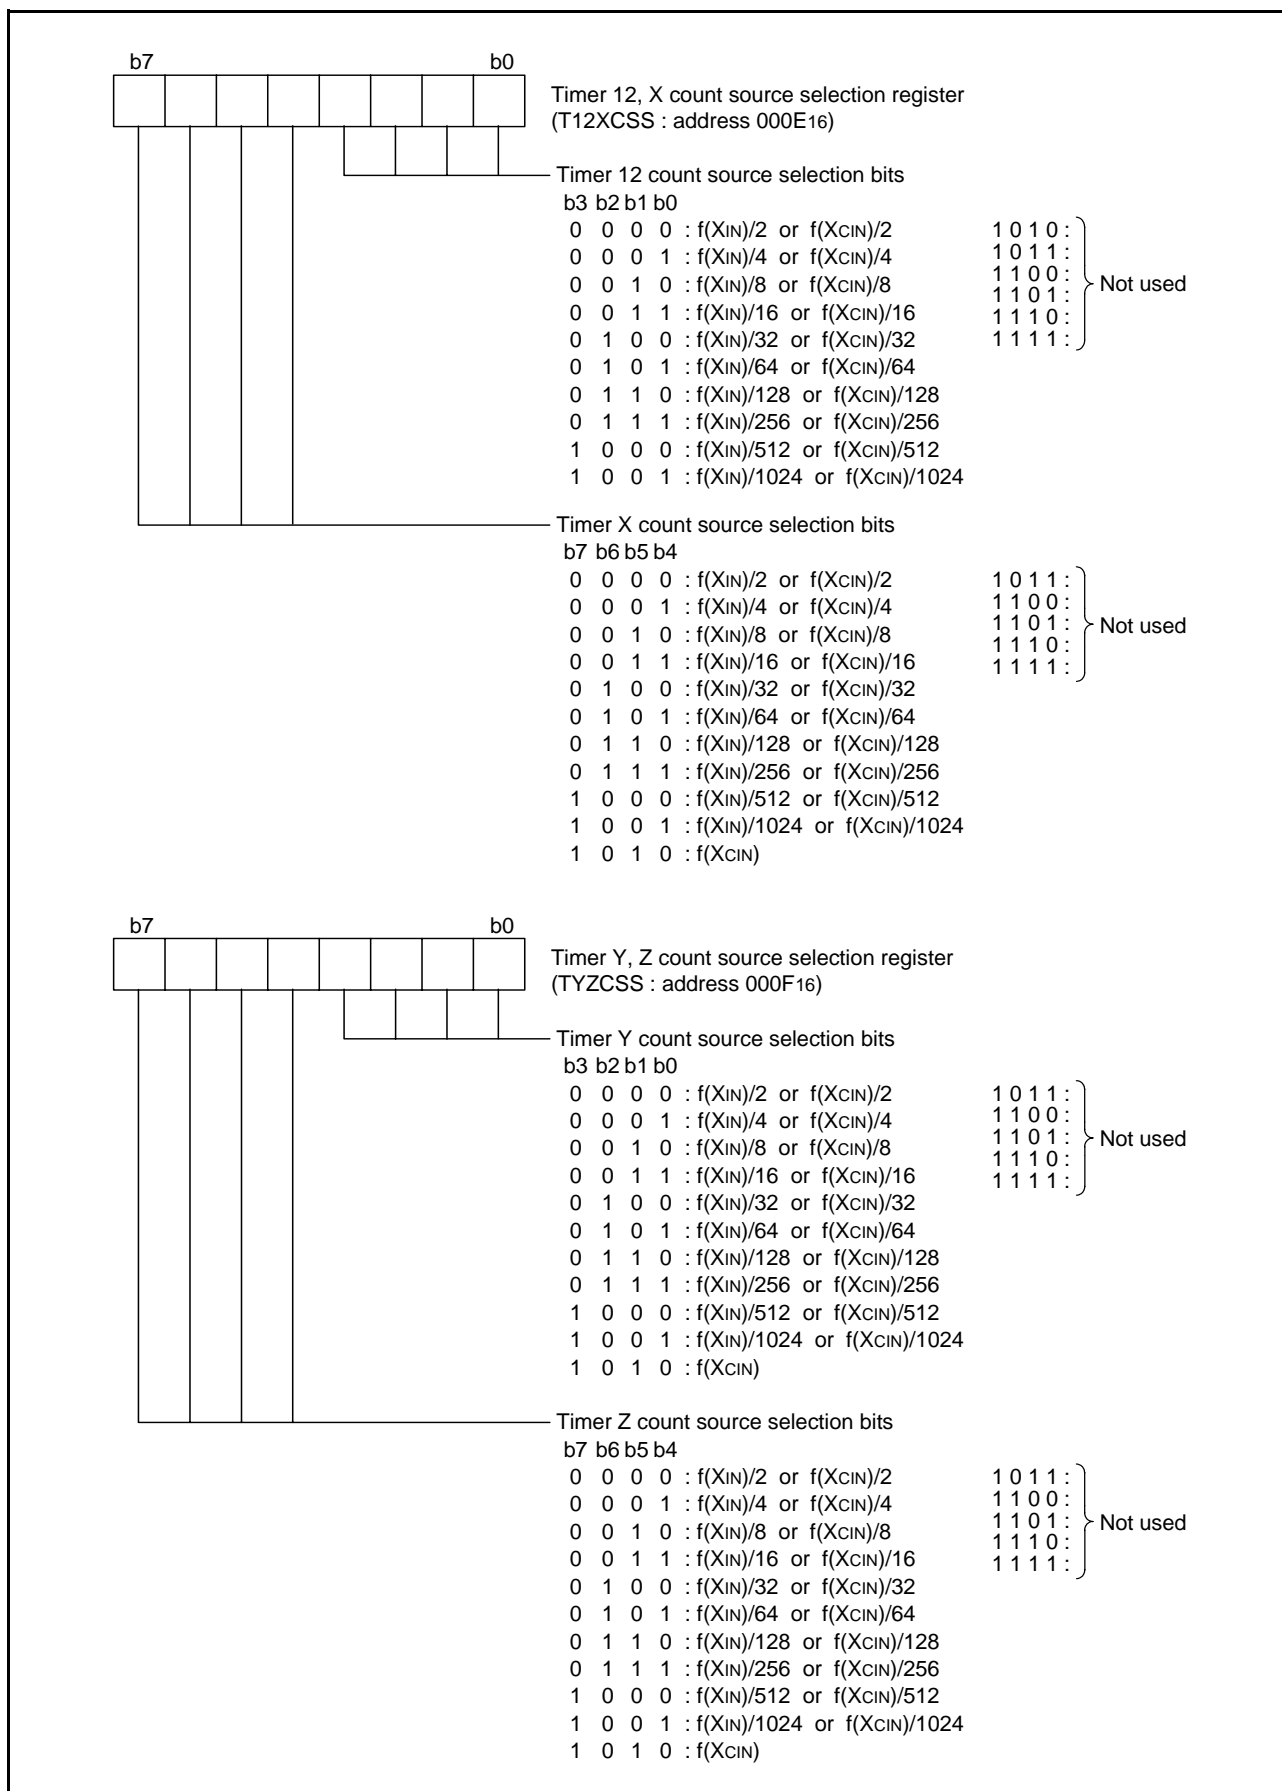 b7 b0
Timer 12, X count source selection register
(T12XCSS : address 000E16)
Timer 12 count source selection bits
b3 b2 b1 b0
0 0 0 0 : f(XIN)/2 or f(XCIN)/2 1 0 1 0 :
0 0 0 1 : f(XIN)/4 or f(XCIN)/4 1 0 1 1 :
0 0 1 0 : f(XIN)/8 or f(XCIN)/8 1 1 0 0 : Not used
0 0 1 1 : f(XIN)/16 or f(XCIN)/16 1 1 0 1 :
0 1 0 0 : f(XIN)/32 or f(XCIN)/32 1 1 1 0 :
0 1 0 1 : f(XIN)/64 or f(XCIN)/64 1 1 1 1 :
0 1 1 0 : f(XIN)/128 or f(XCIN)/128
0 1 1 1 : f(XIN)/256 or f(XCIN)/256
1 0 0 0 : f(XIN)/512 or f(XCIN)/512
1 0 0 1 : f(XIN)/1024 or f(XCIN)/1024
Timer X count source selection bits
b7 b6 b5 b4
0 0 0 0 : f(XIN)/2 or f(XCIN)/2 1 0 1 1 :
0 0 0 1 : f(XIN)/4 or f(XCIN)/4 1 1 0 0 :
0 0 1 0 : f(XIN)/8 or f(XCIN)/8 1 1 0 1 : Not used
0 0 1 1 : f(XIN)/16 or f(XCIN)/16 1 1 1 0 :
0 1 0 0 : f(XIN)/32 or f(XCIN)/32 1 1 1 1 :
0 1 0 1 : f(XIN)/64 or f(XCIN)/64
0 1 1 0 : f(XIN)/128 or f(XCIN)/128
0 1 1 1 : f(XIN)/256 or f(XCIN)/256
1 0 0 0 : f(XIN)/512 or f(XCIN)/512
1 0 0 1 : f(XIN)/1024 or f(XCIN)/1024
1 0 1 0 : f(XCIN)
b7 b0
Timer Y, Z count source selection register
(TYZCSS : address 000F16)
Timer Y count source selection bits
b3 b2 b1 b0
0 0 0 0 : f(XIN)/2 or f(XCIN)/2 1 0 1 1 :
0 0 0 1 : f(XIN)/4 or f(XCIN)/4 1 1 0 0 :
0 0 1 0 : f(XIN)/8 or f(XCIN)/8 1 1 0 1 : Not used
0 0 1 1 : f(XIN)/16 or f(XCIN)/16 1 1 1 0 :
0 1 0 0 : f(XIN)/32 or f(XCIN)/32 1 1 1 1 :
0 1 0 1 : f(XIN)/64 or f(XCIN)/64
0 1 1 0 : f(XIN)/128 or f(XCIN)/128
0 1 1 1 : f(XIN)/256 or f(XCIN)/256
1 0 0 0 : f(XIN)/512 or f(XCIN)/512
1 0 0 1 : f(XIN)/1024 or f(XCIN)/1024
1 0 1 0 : f(XCIN)
Timer Z count source selection bits
b7 b6 b5 b4
0 0 0 0 : f(XIN)/2 or f(XCIN)/2 1 0 1 1 :
0 0 0 1 : f(XIN)/4 or f(XCIN)/4 1 1 0 0 :
0 0 1 0 : f(XIN)/8 or f(XCIN)/8 1 1 0 1 : Not used
0 0 1 1 : f(XIN)/16 or f(XCIN)/16 1 1 1 0 :
0 1 0 0 : f(XIN)/32 or f(XCIN)/32 1 1 1 1 :
0 1 0 1 : f(XIN)/64 or f(XCIN)/64
0 1 1 0 : f(XIN)/128 or f(XCIN)/128
0 1 1 1 : f(XIN)/256 or f(XCIN)/256
1 0 0 0 : f(XIN)/512 or f(XCIN)/512
1 0 0 1 : f(XIN)/1024 or f(XCIN)/1024
1 0 1 0 : f(XCIN)